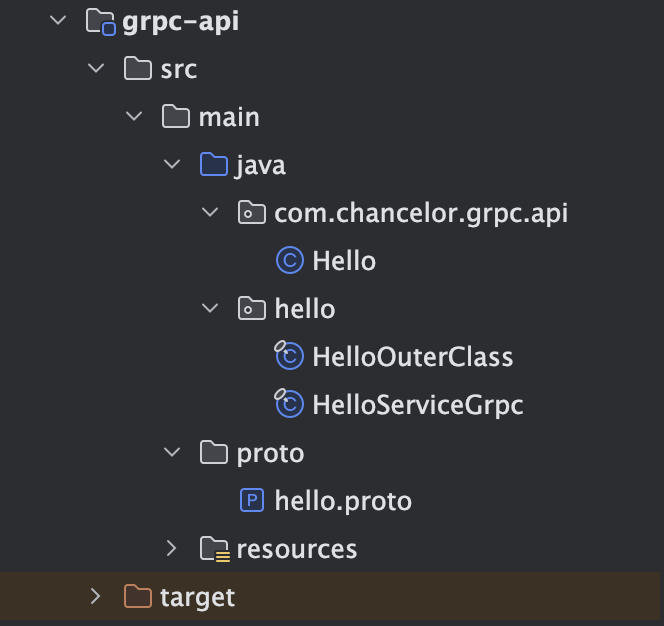 grpc-api
src
main
java
com.chancelor.grpc.api
C Hello
hello
C HelloOuterClass
C HelloServiceGrpc
proto
P hello.proto
resources
target